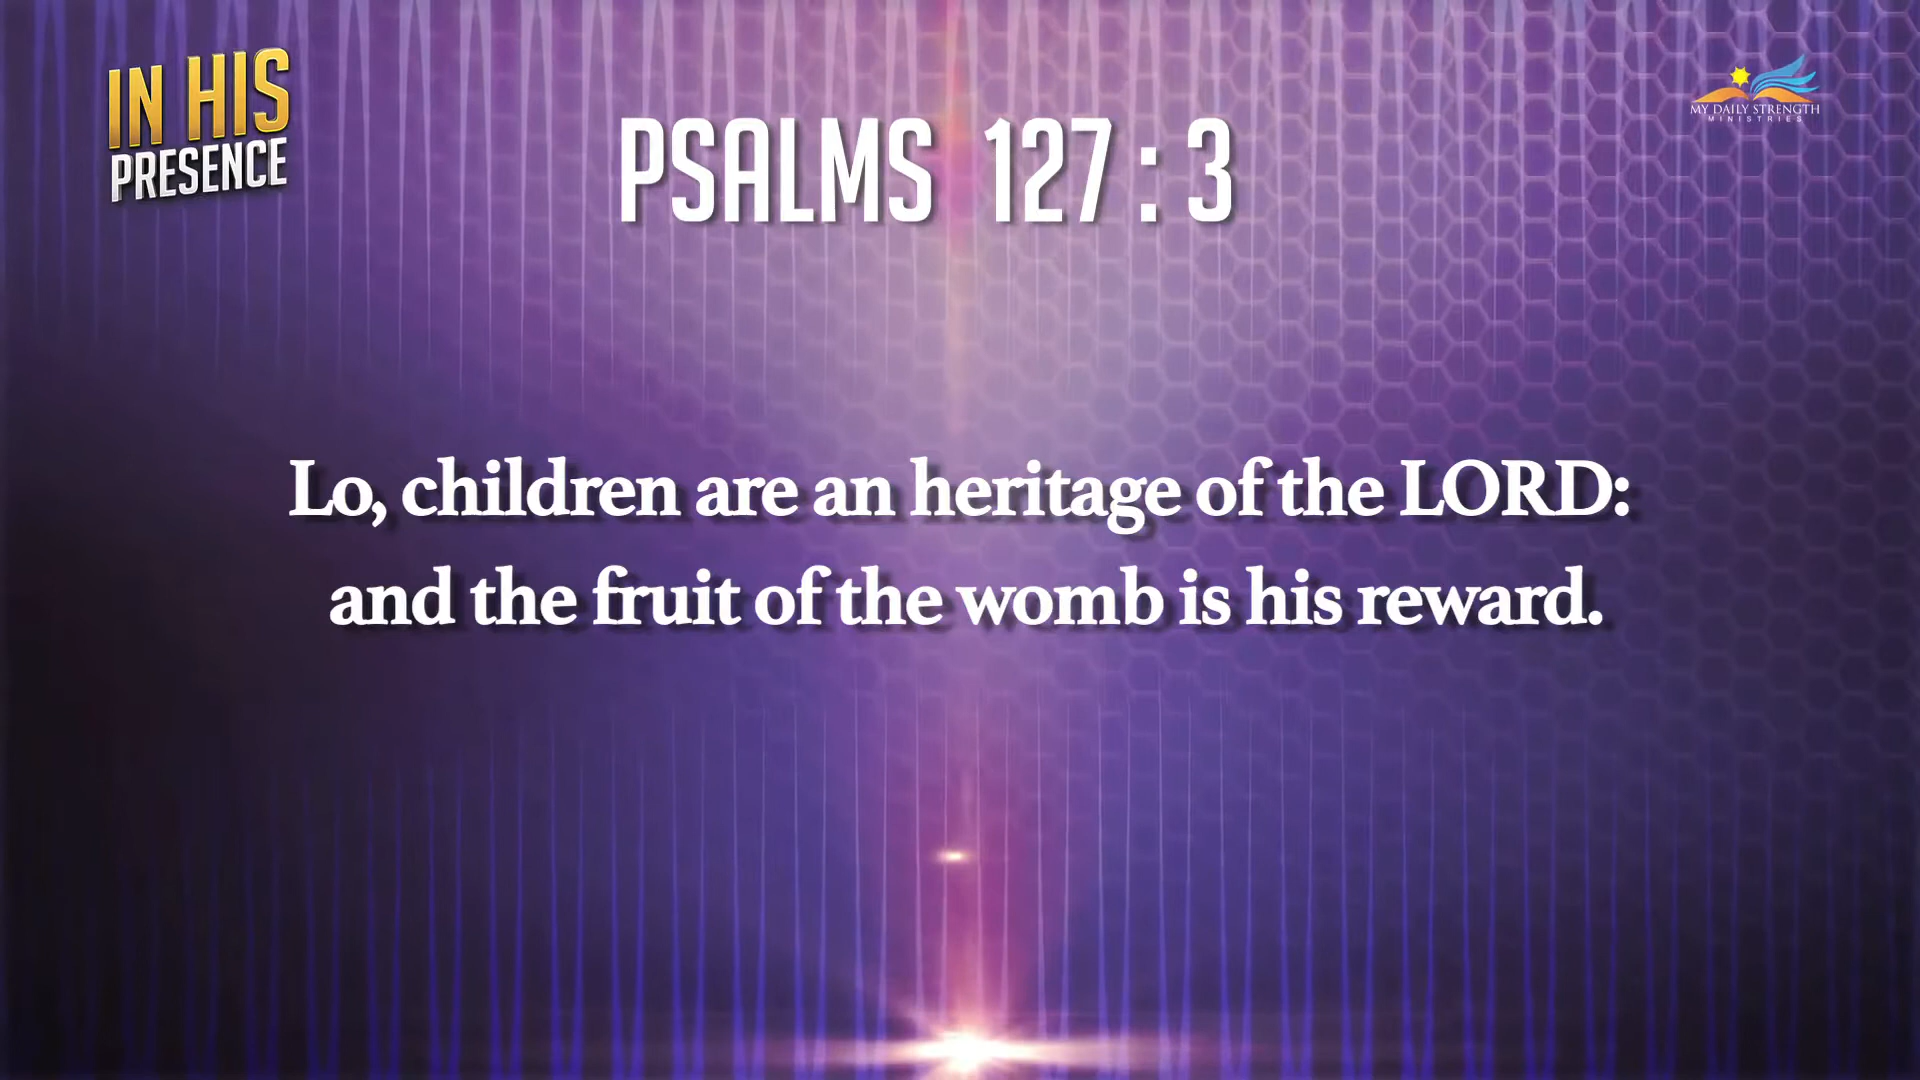 IN HIS
PRESENCE
MY DAILY STRENGTH
MINISTRIES
PSALMS 127 : 3
Lo, children are an heritage of the LORD:
and the fruit of the womb is his reward.